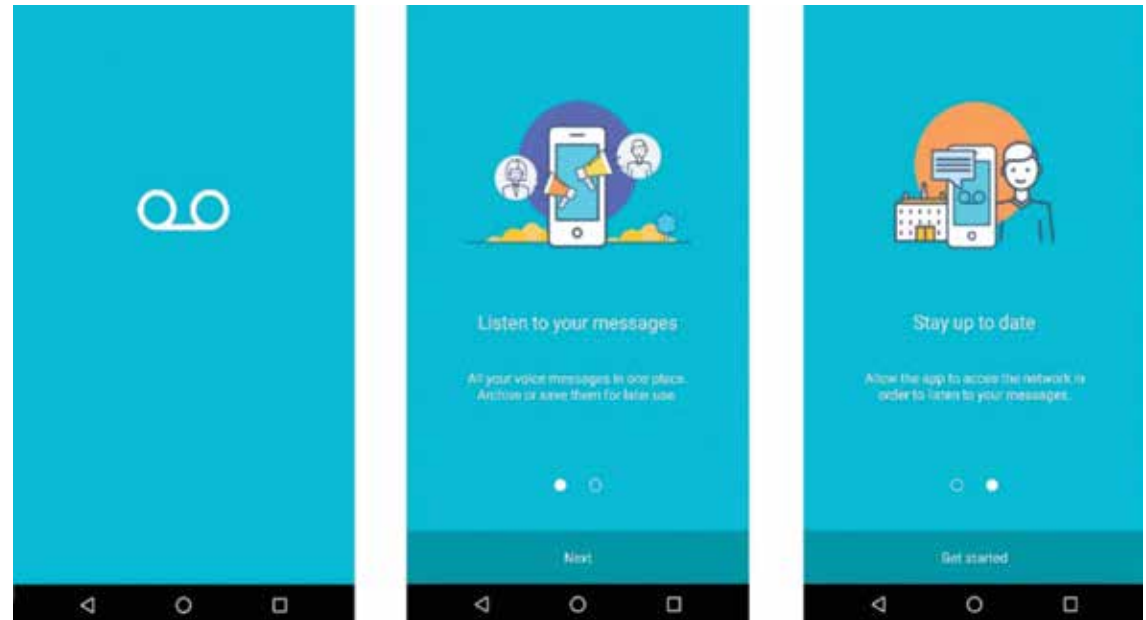 Listen to your messages
All your voice messages in one place.
Archive or save them for later use.
Next
Stay up to date
Allow the app to access the network in
order to listen to your messages.
Get started